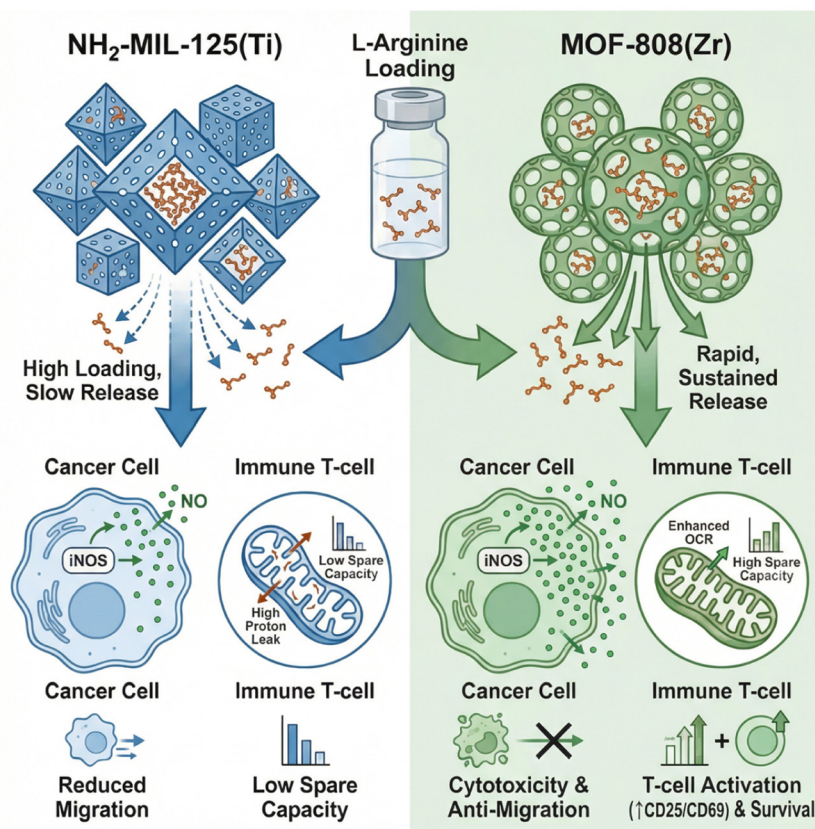 NH₂-MIL-125(Ti)
L-Arginine
Loading
MOF-808(Zr)
High Loading,
Slow Release
Rapid,
Sustained
Release
Cancer Cell
Immune T-cell
Cancer Cell
Immune T-cell
NO
iNOS
Low Spare
Capacity
High
Proton
Leak
NO
iNOS
Enhanced
OCR
High Spare
Capacity
Cancer Cell
Immune T-cell
Cancer Cell
Immune T-cell
+
Reduced
Migration
Low Spare
Capacity
Cytotoxicity &
Anti-Migration
T-cell Activation
(↑CD25/CD69) & Survival